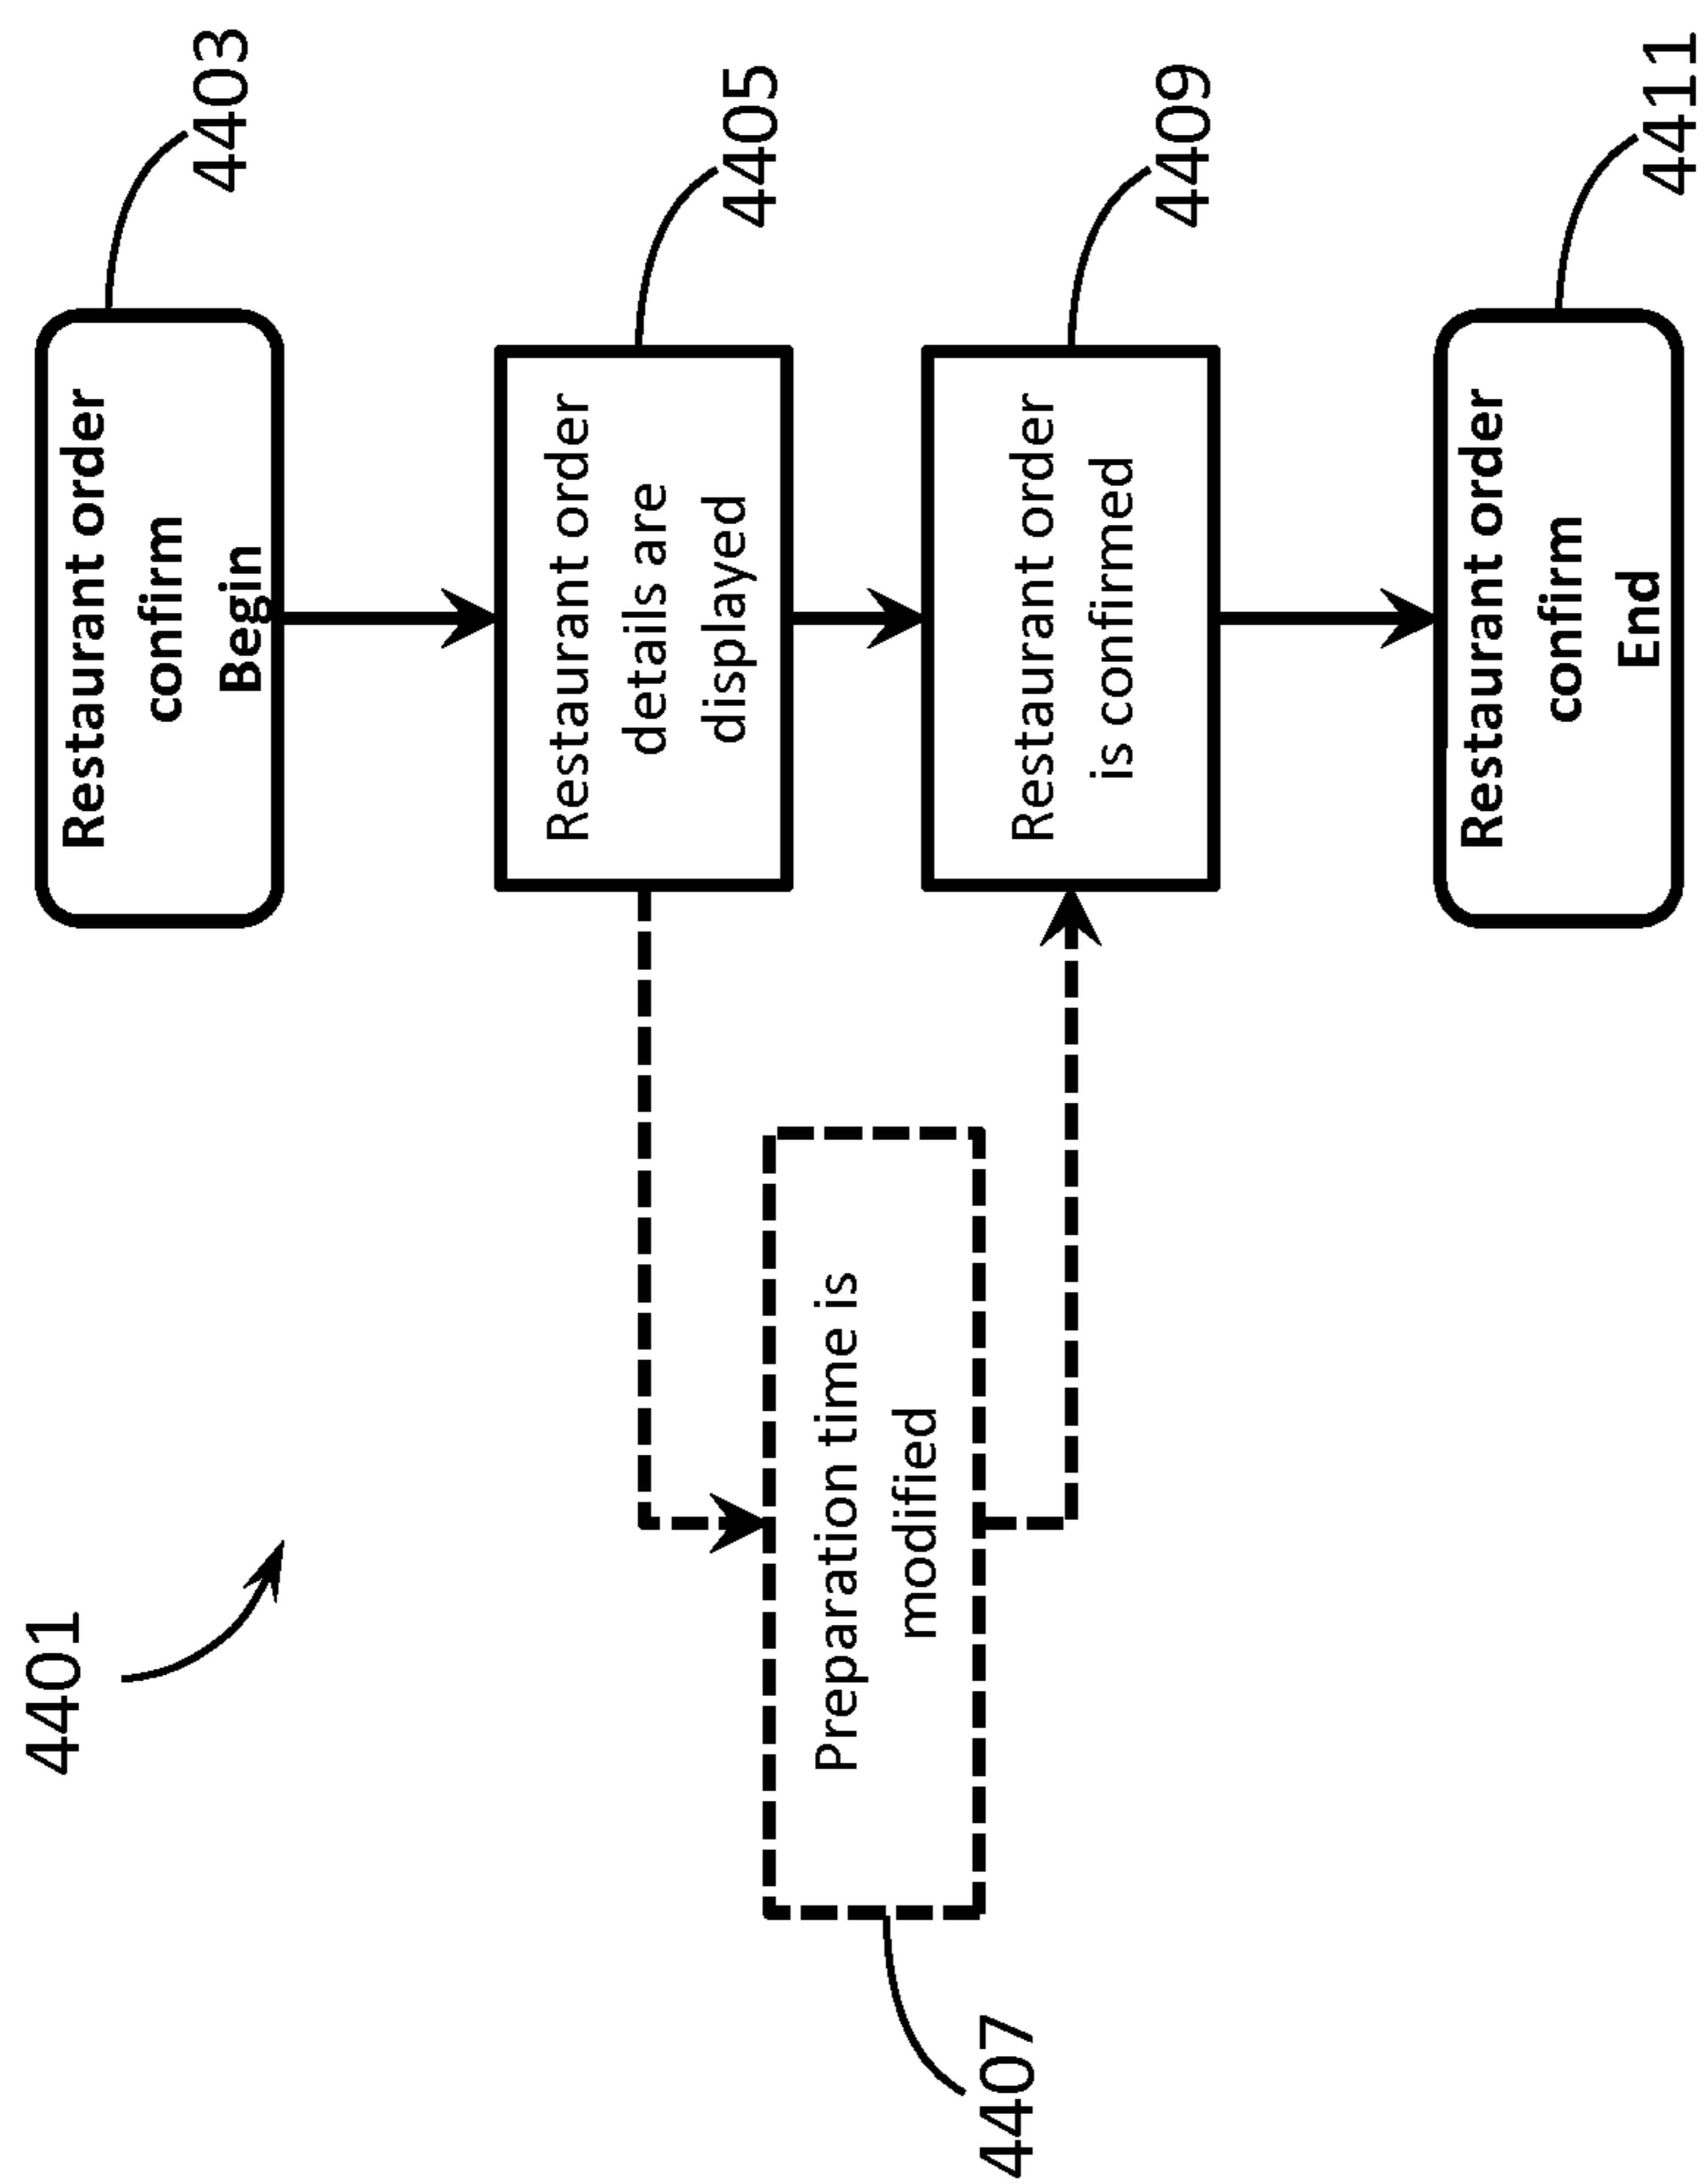 4401
Restaurant order
confirm
Begin
4403
Restaurant order
details are
displayed
4405
Preparation time is
modified
4407
Restaurant order
is confirmed
4409
Restaurant order
confirm
End
4411